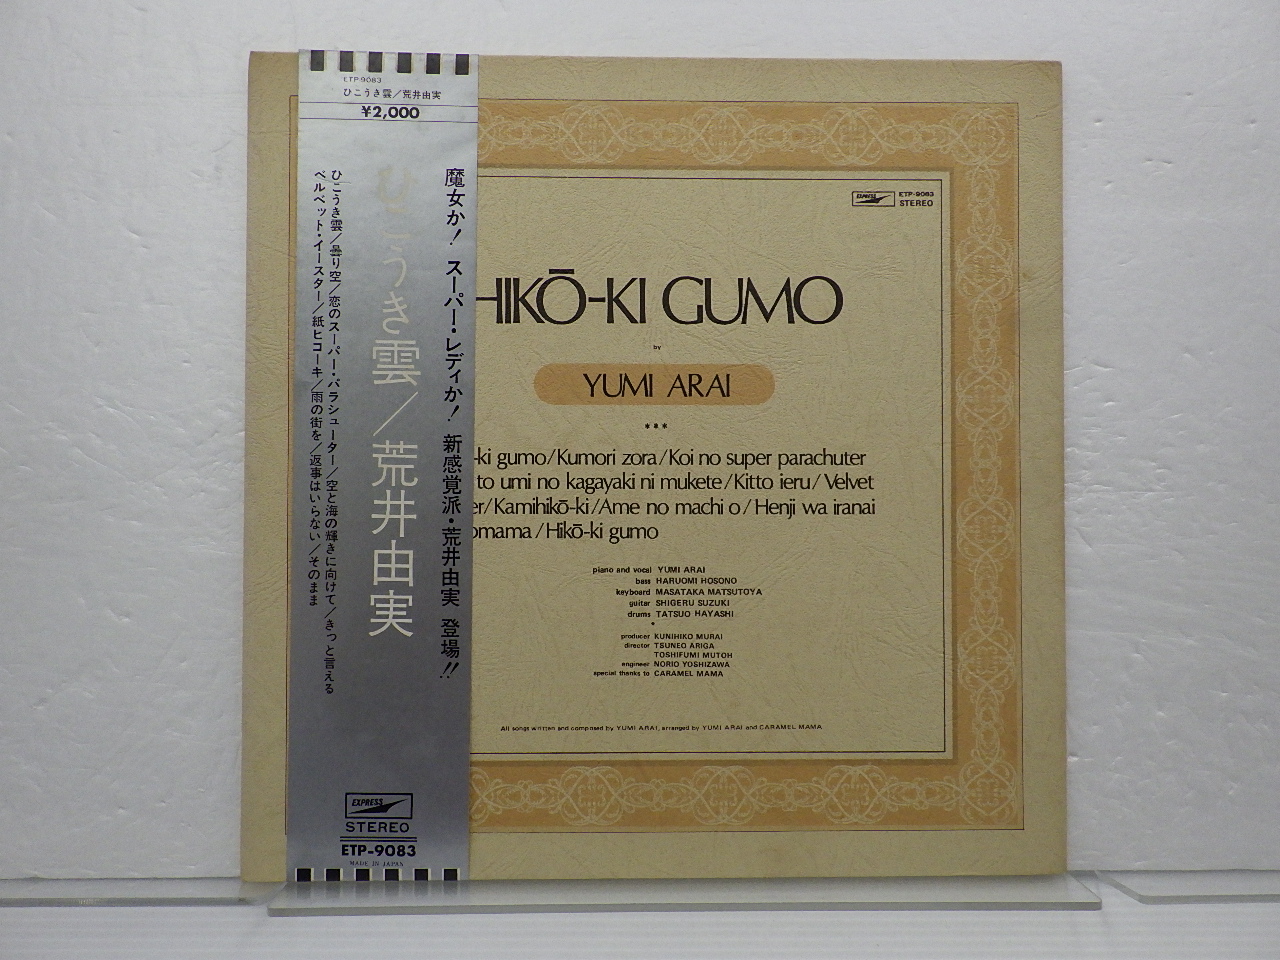 ETP-9083
ひこうき雲/荒井由実
¥2,000
魔女か! スーパー・レディか! 新感覚派・荒井由実 登場!!
ひこうき雲/荒井由実
ひこうき雲/曇り空/恋のスーパー・パラシューター/空と海の輝きに向けて/きっと言える
ベルベット・イースター/紙ヒコーキ/雨の街を/返事はいらない/そのまま
EXPRESS
STEREO
ETP-9083
MADE IN JAPAN
EXPRESS ETP-9083
STEREO
HIKŌ-KI GUMO
by
YUMI ARAI
***
-ki gumo/Kumori zora/Koi no super parachuter
to umi no kagayaki ni mukete/Kitto ieru/Velvet
er/Kamihikō-ki/Ame no machi o/Henji wa iranai
omama/Hikō-ki gumo
piano and vocal YUMI ARAI
bass HARUOMI HOSONO
keyboard MASATAKA MATSUTOYA
guitar SHIGERU SUZUKI
drums TATSUO HAYASHI
*
producer KUNIHIKO MURAI
director TSUNEO ARIGA
TOSHIFUMI MUTOH
engineer NORIO YOSHIZAWA
special thanks to CARAMEL MAMA
All songs written and composed by YUMI ARAI, arranged by YUMI ARAI and CARAMEL MAMA